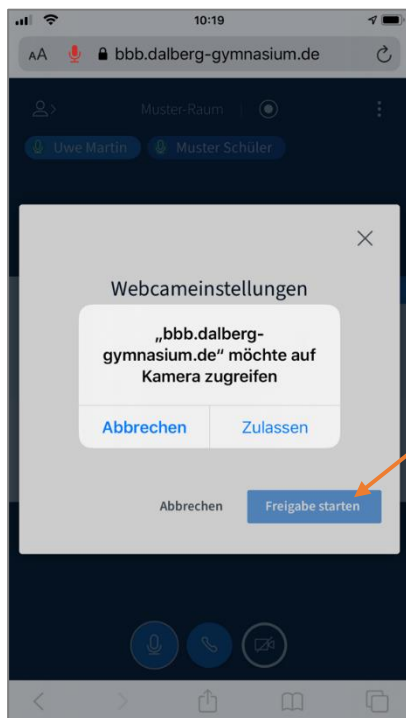 10:19
AA bbb.dalberg-gymnasium.de
Muster-Raum
Uwe Martin Muster Schüler
Webcameinstellungen
„bbb.dalberg-
gymnasium.de“ möchte auf
Kamera zugreifen
Abbrechen Zulassen
Abbrechen Freigabe starten